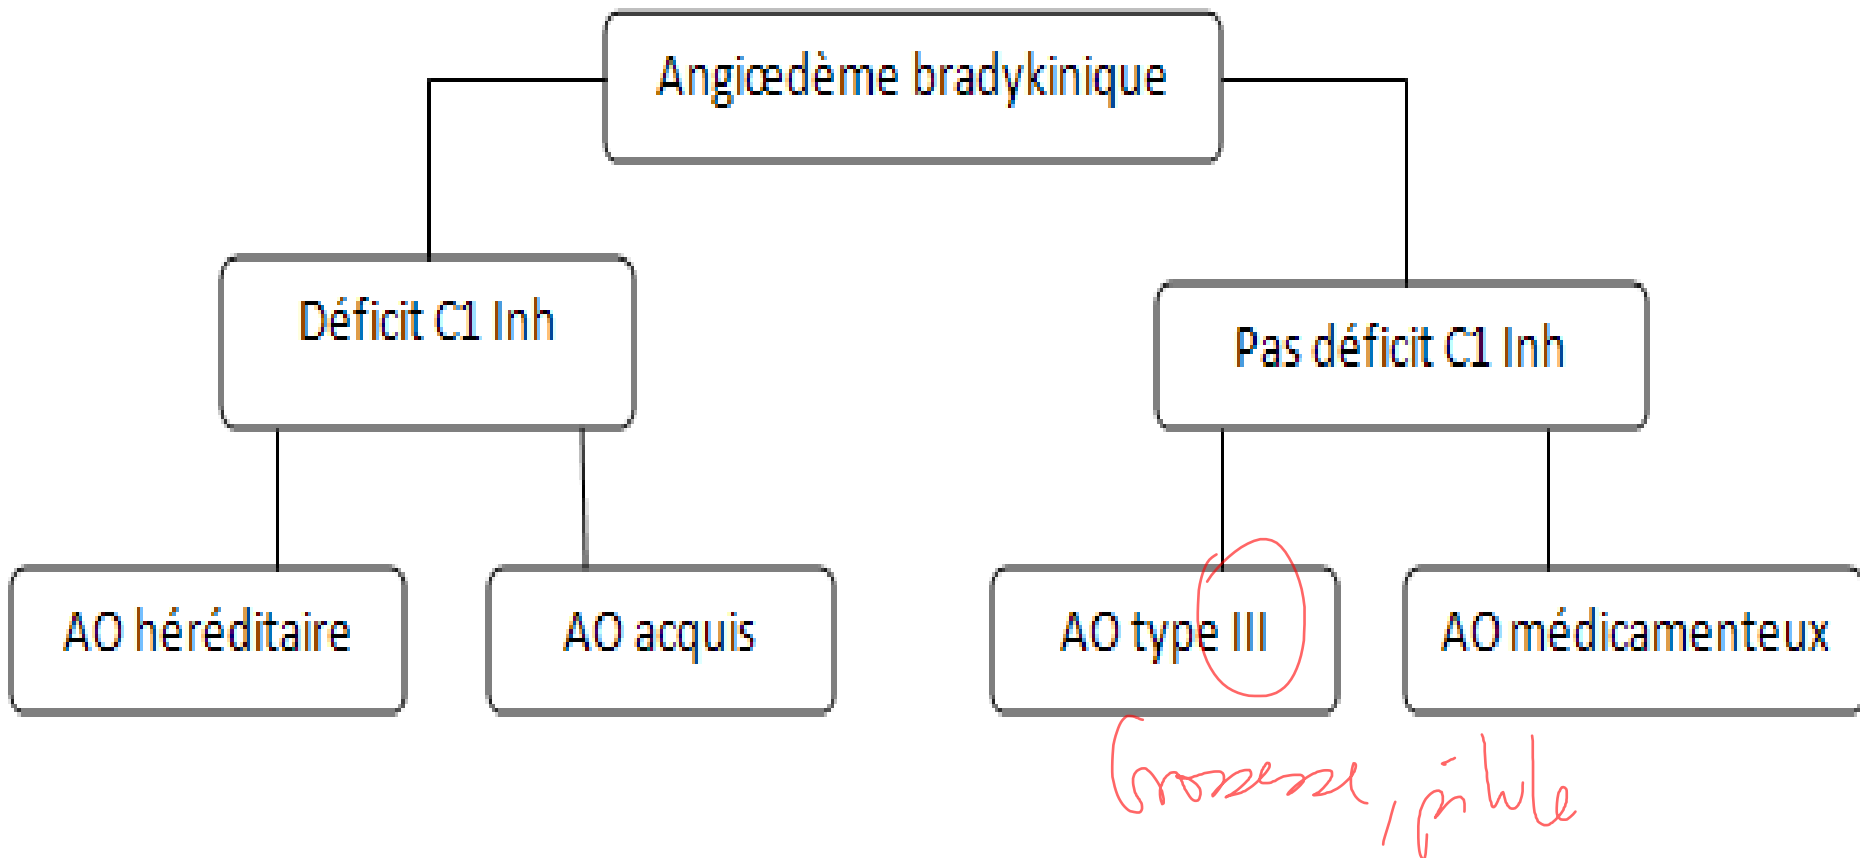 Angiœdème bradykinique
Déficit C1 Inh
Pas déficit C1 Inh
AO héréditaire
AO acquis
AO type III
AO médicamenteux
Grossesse, pilule